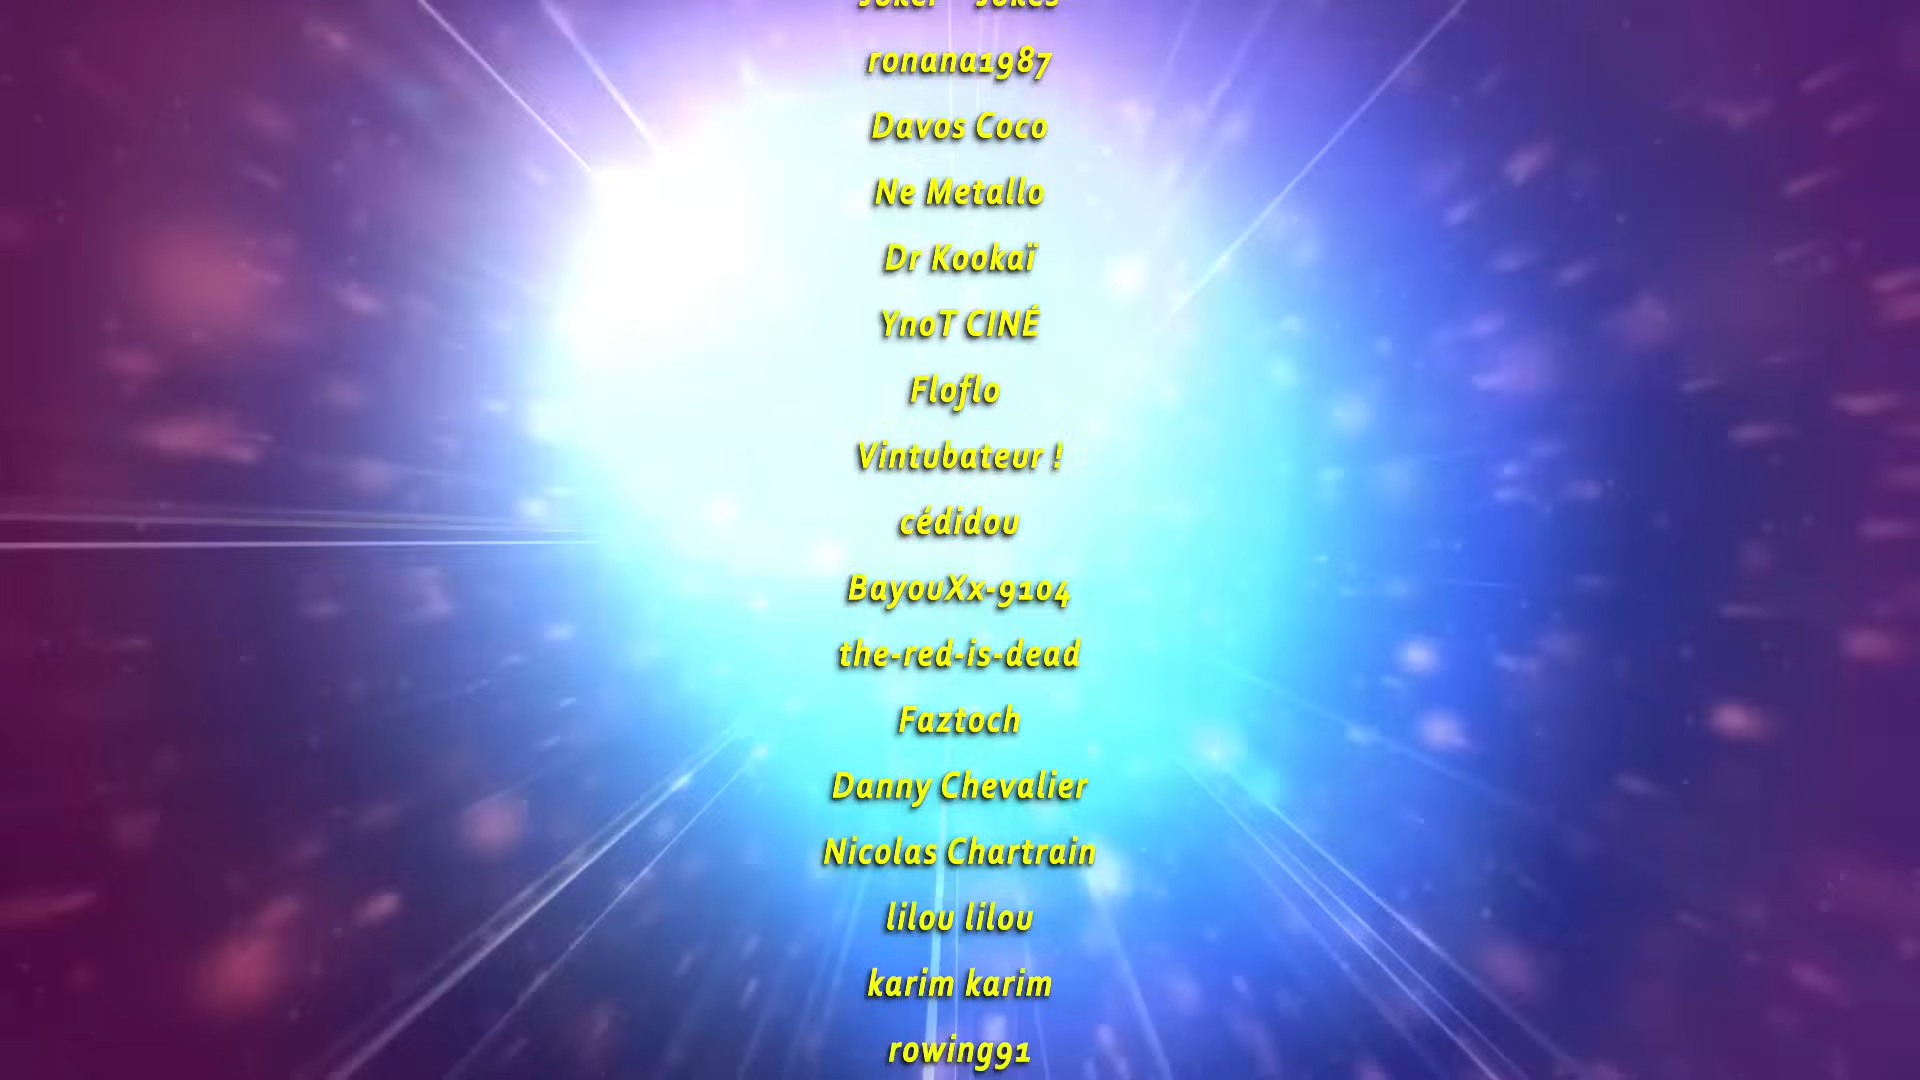 ronana1987
Davos Coco
Ne Metallo
Dr Kookaï
YnoT CINÉ
Floflo
Vintubateur !
cédidou
BayouXx-9104
the-red-is-dead
Faztoch
Danny Chevalier
Nicolas Chartrain
lilou lilou
karim karim
rowing91